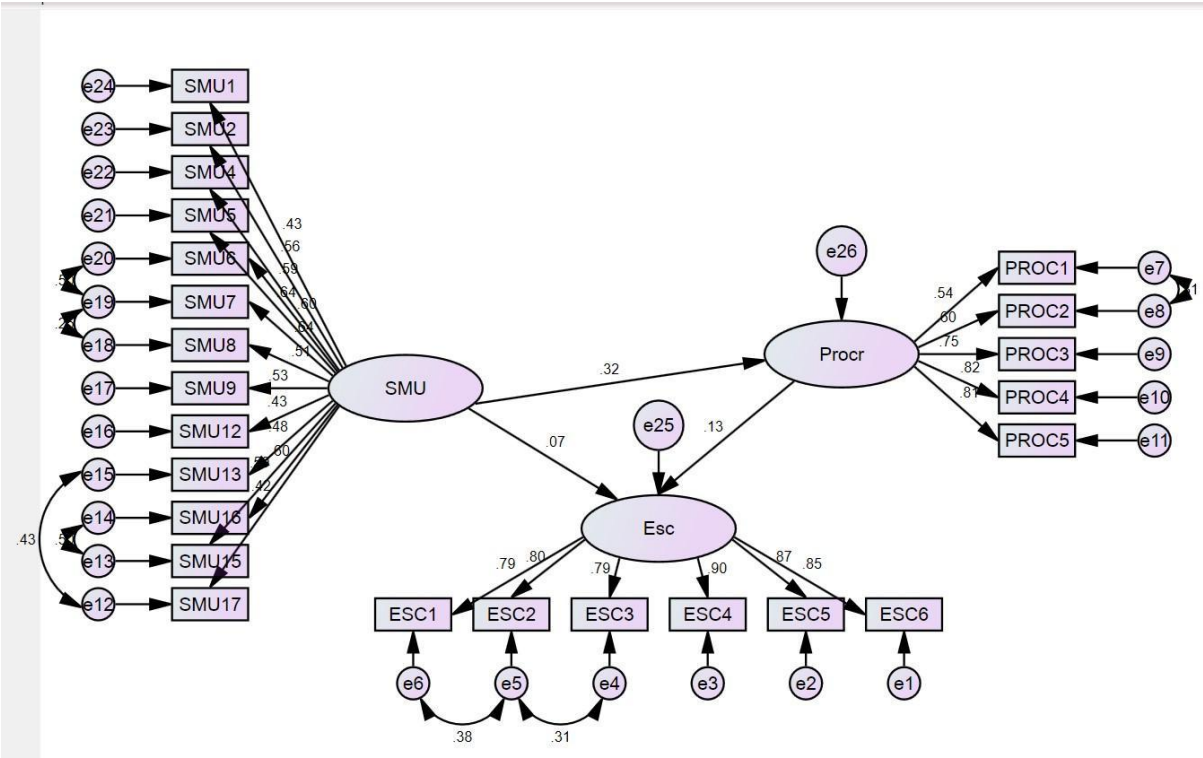 e24 SMU1
e23 SMU2
e22 SMU4
e21 SMU5
e20 SMU6
e19 SMU7
e18 SMU8
e17 SMU9
e16 SMU12
e15 SMU13
e14 SMU16
e13 SMU15
e12 SMU17
.43
.43
.56
.59
.64
.60
.64
.51
.53
.43
.48
.60
.42
SMU
.32
.07
.13
e26
Procr
e25
Esc
.54
.60
.75
.82
.81
PROC1 e7
PROC2 e8
PROC3 e9
PROC4 e10
PROC5 e11
.79 .80 .79 .90 .87 .85
ESC1 ESC2 ESC3 ESC4 ESC5 ESC6
e6 e5 e4 e3 e2 e1
.38 .31